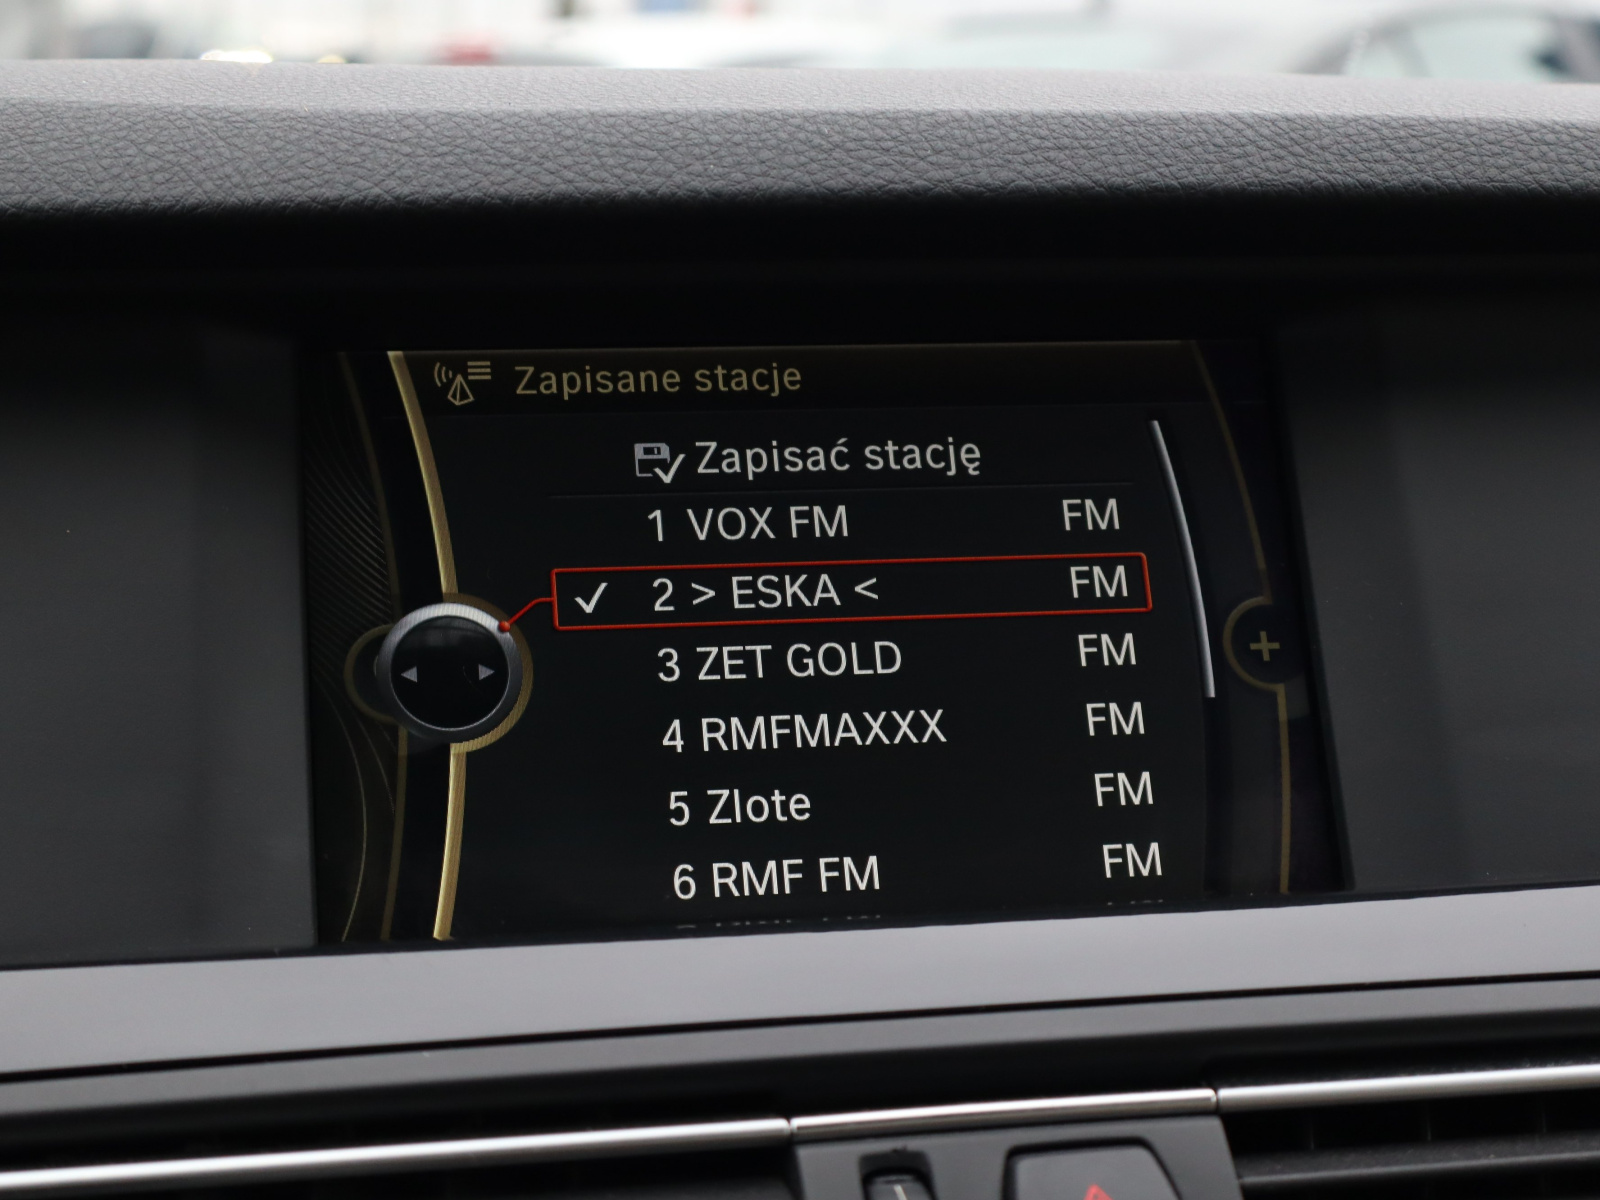 Zapisane stacje
Zapisać stację
1 VOX FM FM
2 > ESKA < FM
3 ZET GOLD FM
4 RMFMAXXX FM
5 Zlote FM
6 RMF FM FM